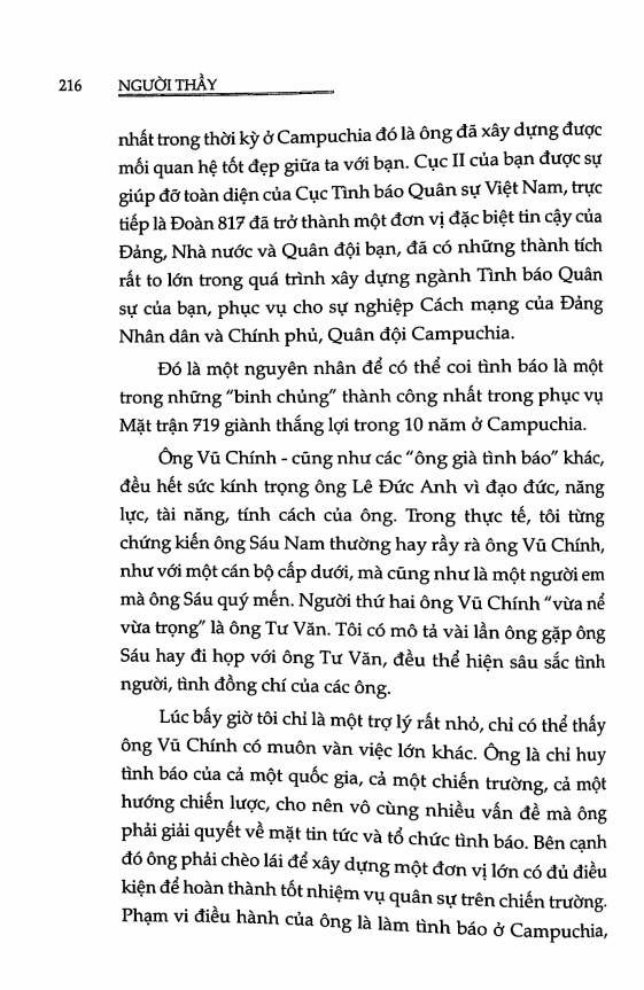 216 NGƯỜI THẦY
nhất trong thời kỳ ở Campuchia đó là ông đã xây dựng được
mối quan hệ tốt đẹp giữa ta với bạn. Cục II của bạn được sự
giúp đỡ toàn diện của Cục Tình báo Quân sự Việt Nam, trực
tiếp là Đoàn 817 đã trở thành một đơn vị đặc biệt tin cậy của
Đảng, Nhà nước và Quân đội bạn, đã có những thành tích
rất to lớn trong quá trình xây dựng ngành Tình báo Quân
sự của bạn, phục vụ cho sự nghiệp Cách mạng của Đảng
Nhân dân và Chính phủ, Quân đội Campuchia.
Đó là một nguyên nhân để có thể coi tình báo là một
trong những "binh chủng" thành công nhất trong phục vụ
Mặt trận 719 giành thắng lợi trong 10 năm ở Campuchia.
Ông Vũ Chính - cũng như các "ông già tình báo" khác,
đều hết sức kính trọng ông Lê Đức Anh vì đạo đức, năng
lực, tài năng, tính cách của ông. Trong thực tế, tôi từng
chứng kiến ông Sáu Nam thường hay rầy rà ông Vũ Chính,
như với một cán bộ cấp dưới, mà cũng như là một người em
mà ông Sáu quý mến. Người thứ hai ông Vũ Chính "vừa nể
vừa trọng" là ông Tư Văn. Tôi có mô tả vài lần ông gặp ông
Sáu hay đi họp với ông Tư Văn, đều thể hiện sâu sắc tình
người, tình đồng chí của các ông.
Lúc bấy giờ tôi chỉ là một trợ lý rất nhỏ, chỉ có thể thấy
ông Vũ Chính có muôn vàn việc lớn khác. Ông là chỉ huy
tình báo của cả một quốc gia, cả một chiến trường, cả một
hướng chiến lược, cho nên vô cùng nhiều vấn đề mà ông
phải giải quyết về mặt tin tức và tổ chức tình báo. Bên cạnh
đó ông phải chèo lái để xây dựng một đơn vị lớn có đủ điều
kiện để hoàn thành tốt nhiệm vụ quân sự trên chiến trường.
Phạm vi điều hành của ông là làm tình báo ở Campuchia,